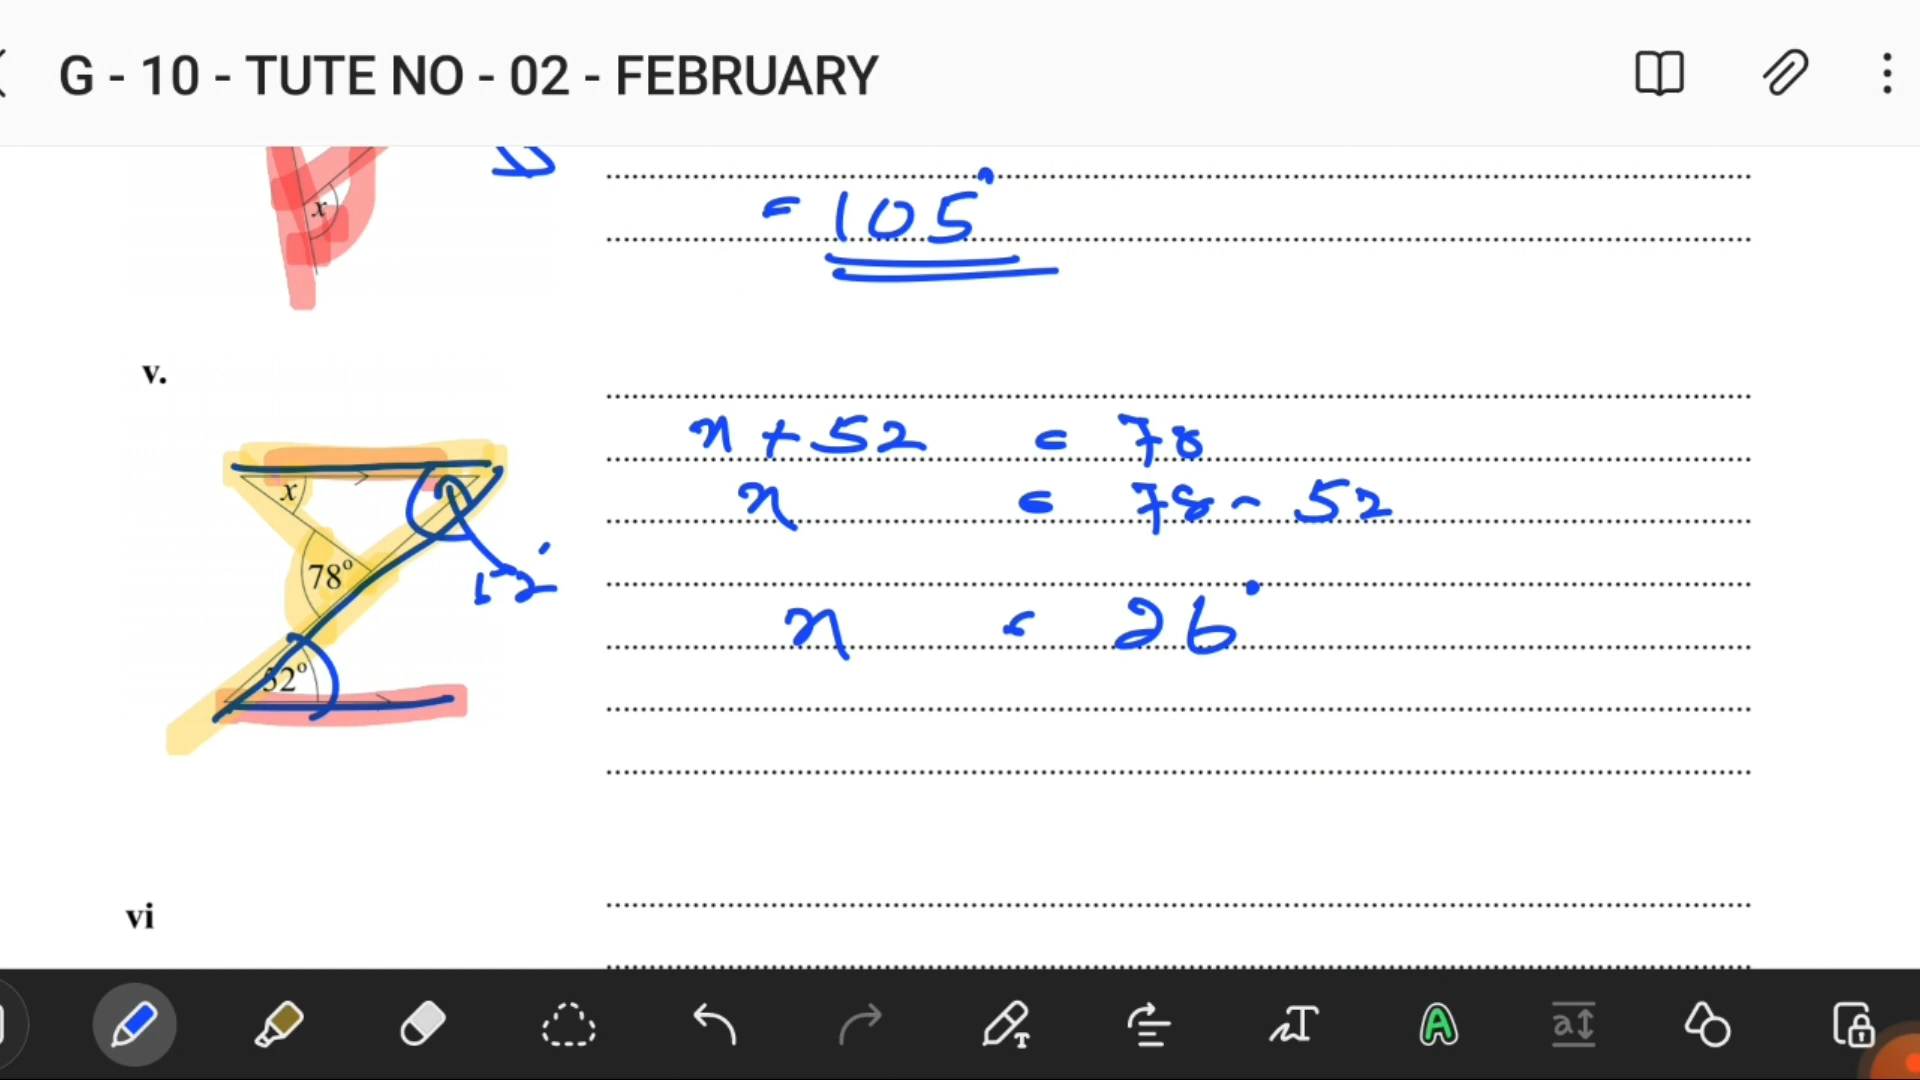 G - 10 - TUTE NO - 02 - FEBRUARY
x
= 105°
v.
x + 52 = 78
x = 78 - 52
x
78°
52°
52°
x = 26°
vi